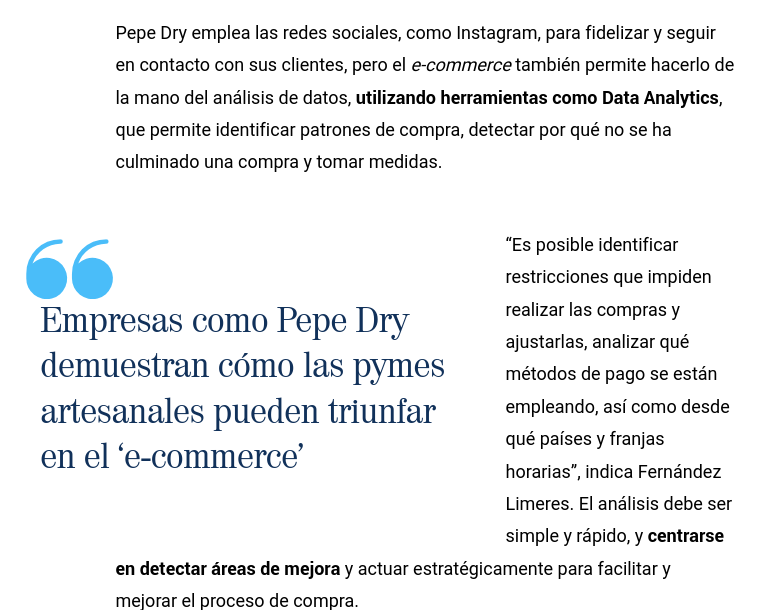 Pepe Dry emplea las redes sociales, como Instagram, para fidelizar y seguir
en contacto con sus clientes, pero el e-commerce también permite hacerlo de
la mano del análisis de datos, utilizando herramientas como Data Analytics,
que permite identificar patrones de compra, detectar por qué no se ha
culminado una compra y tomar medidas.
“
Empresas como Pepe Dry
demuestran cómo las pymes
artesanales pueden triunfar
en el ‘e-commerce’
“Es posible identificar
restricciones que impiden
realizar las compras y
ajustarlas, analizar qué
métodos de pago se están
empleando, así como desde
qué países y franjas
horarias”, indica Fernández
Limeres. El análisis debe ser
simple y rápido, y centrarse
en detectar áreas de mejora y actuar estratégicamente para facilitar y
mejorar el proceso de compra.